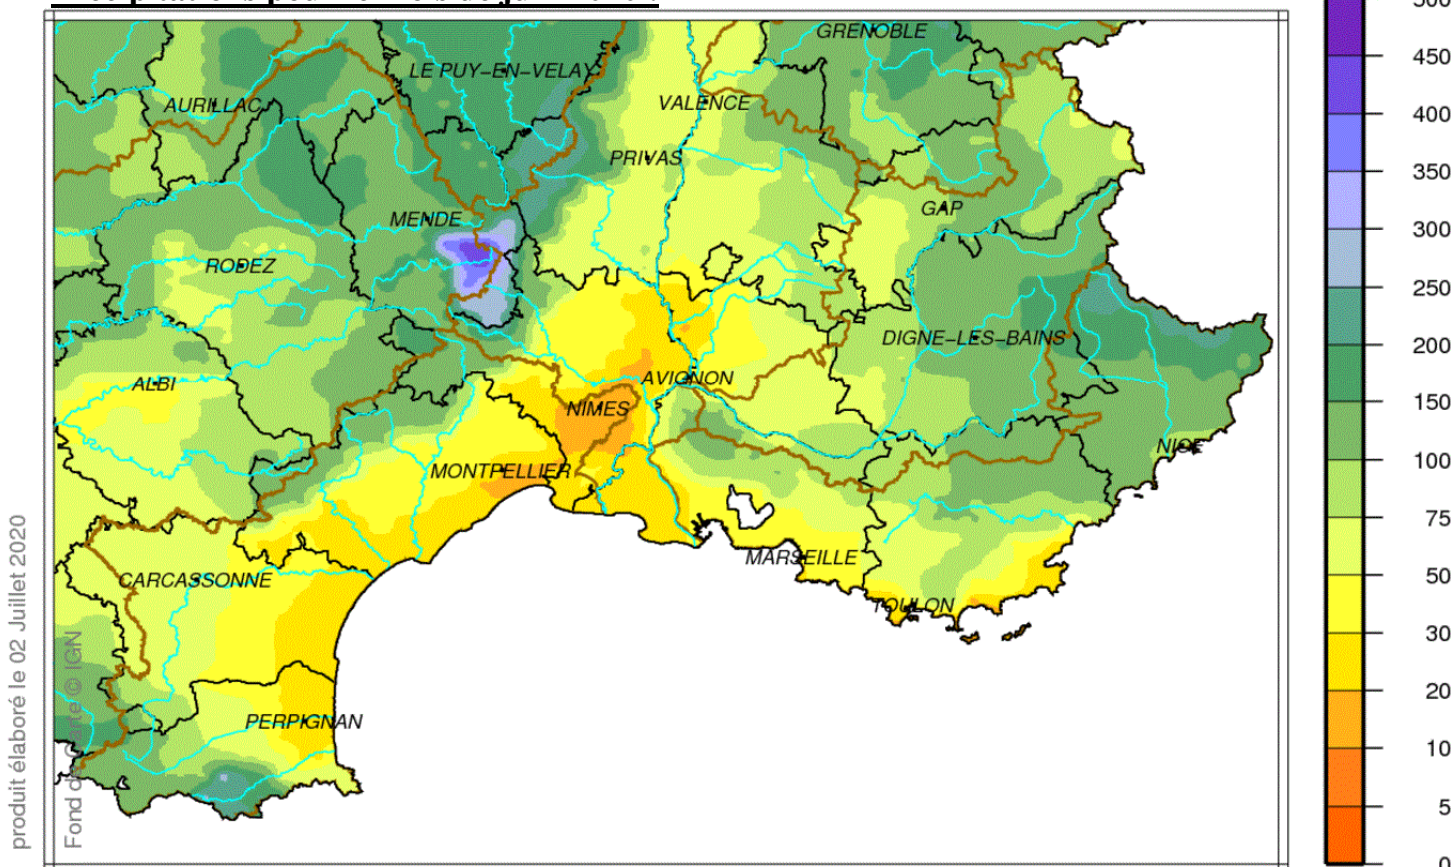 GRENOBLE
LE PUY-EN-VELAY
AURILLAC
VALENCE
PRIVAS
MENDE
GAP
RODEZ
DIGNE-LES-BAINS
ALBI
AVIGNON
NIMES
NICE
MONTPELLIER
MARSEILLE
CARCASSONNE
TOULON
PERPIGNAN
500
450
400
350
300
250
200
150
100
75
50
30
20
10
5
0
produit élaboré le 02 Juillet 2020
Fond de carte © IGN